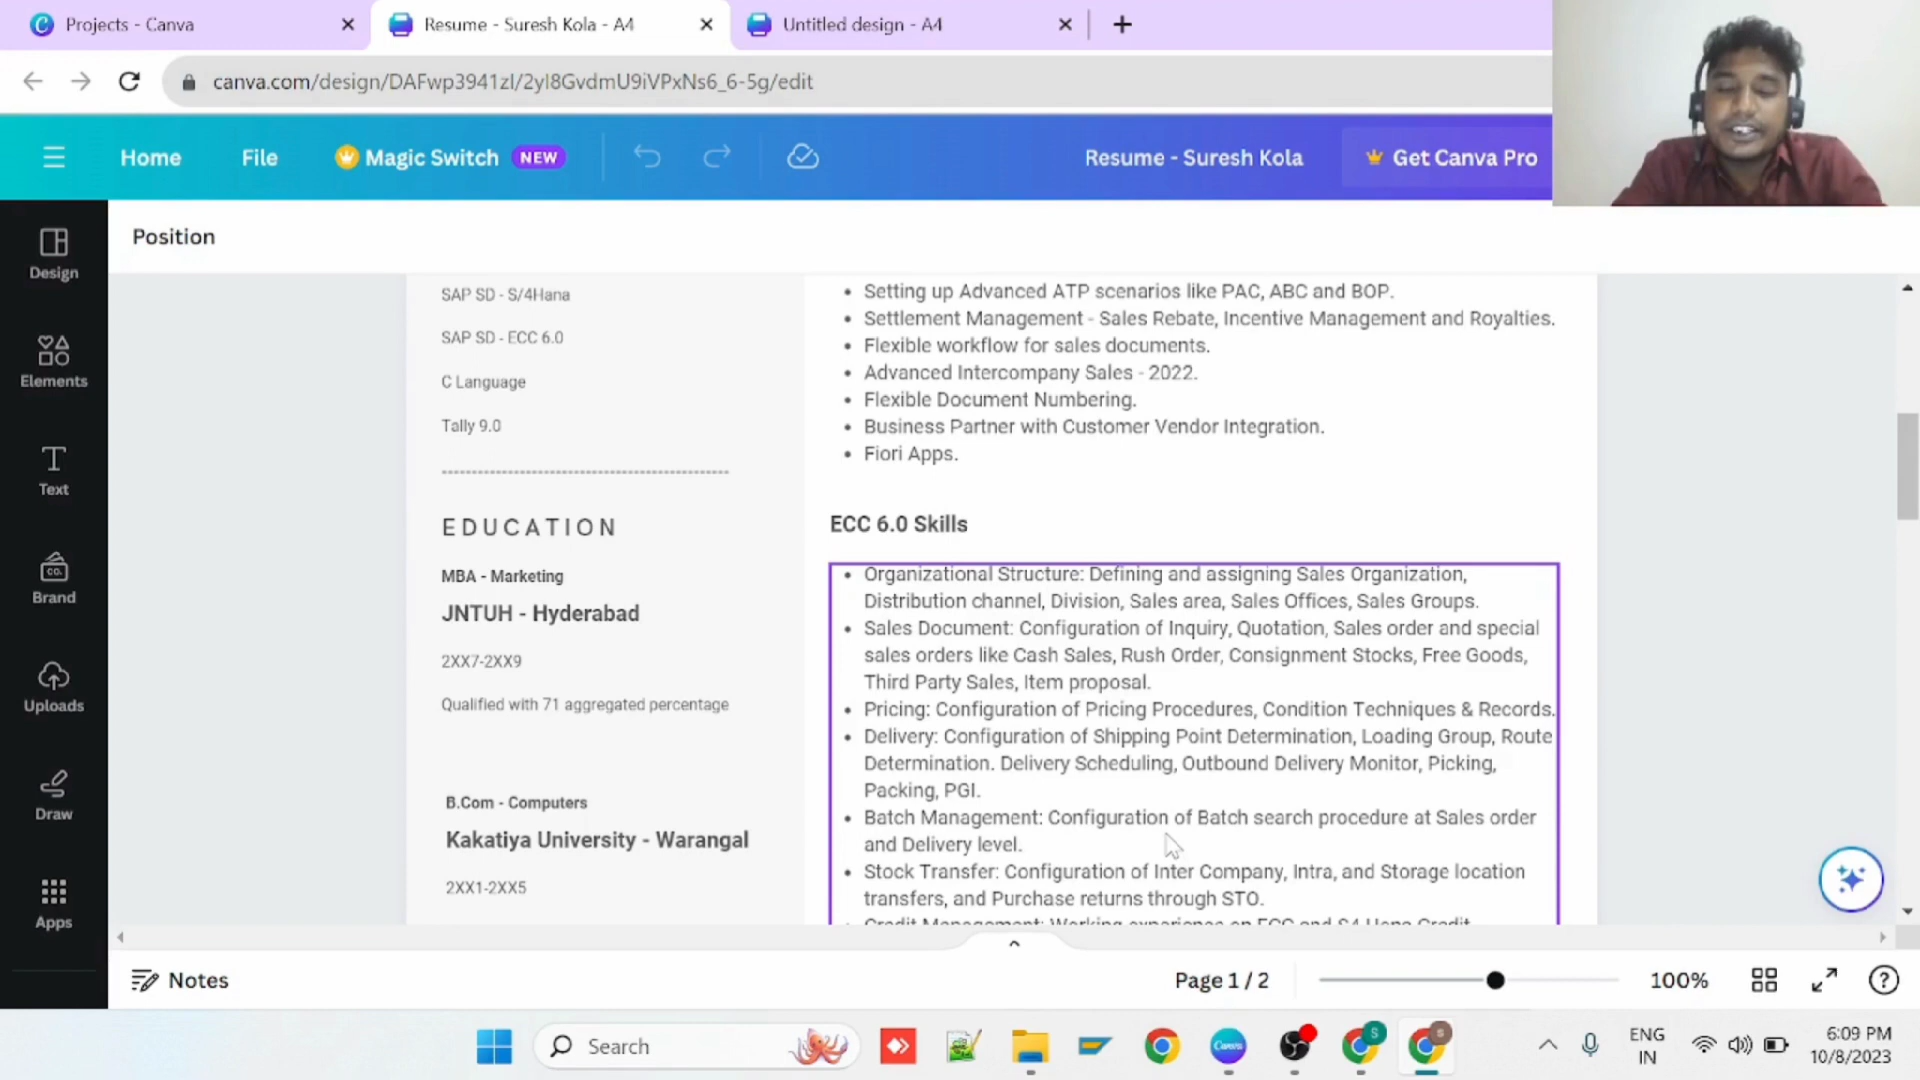 Projects - Canva
Resume - Suresh Kola - A4
Untitled design - A4
canva.com/design/DAFwp3941zI/2yI8GvdmU9iVPxNs6_6-5g/edit
Home
File
Magic Switch
NEW
Resume - Suresh Kola
Get Canva Pro
Position
Design
Elements
Text
Brand
Uploads
Draw
Apps
SAP SD - S/4Hana
SAP SD - ECC 6.0
C Language
Tally 9.0
------------------------------------------------
EDUCATION
MBA - Marketing
JNTUH - Hyderabad
2XX7-2XX9
Qualified with 71 aggregated percentage
B.Com - Computers
Kakatiya University - Warangal
2XX1-2XX5
• Setting up Advanced ATP scenarios like PAC, ABC and BOP.
• Settlement Management - Sales Rebate, Incentive Management and Royalties.
• Flexible workflow for sales documents.
• Advanced Intercompany Sales - 2022.
• Flexible Document Numbering.
• Business Partner with Customer Vendor Integration.
• Fiori Apps.
ECC 6.0 Skills
• Organizational Structure: Defining and assigning Sales Organization,
Distribution channel, Division, Sales area, Sales Offices, Sales Groups.
• Sales Document: Configuration of Inquiry, Quotation, Sales order and special
sales orders like Cash Sales, Rush Order, Consignment Stocks, Free Goods,
Third Party Sales, Item proposal.
• Pricing: Configuration of Pricing Procedures, Condition Techniques & Records.
• Delivery: Configuration of Shipping Point Determination, Loading Group, Route
Determination. Delivery Scheduling, Outbound Delivery Monitor, Picking,
Packing, PGI.
• Batch Management: Configuration of Batch search procedure at Sales order
and Delivery level.
• Stock Transfer: Configuration of Inter Company, Intra, and Storage location
transfers, and Purchase returns through STO.
• Credit Management: Working experience on ECC and S4 Hana Credit
Notes
Page 1 / 2
100%
Search
ENG
IN
6:09 PM
10/8/2023